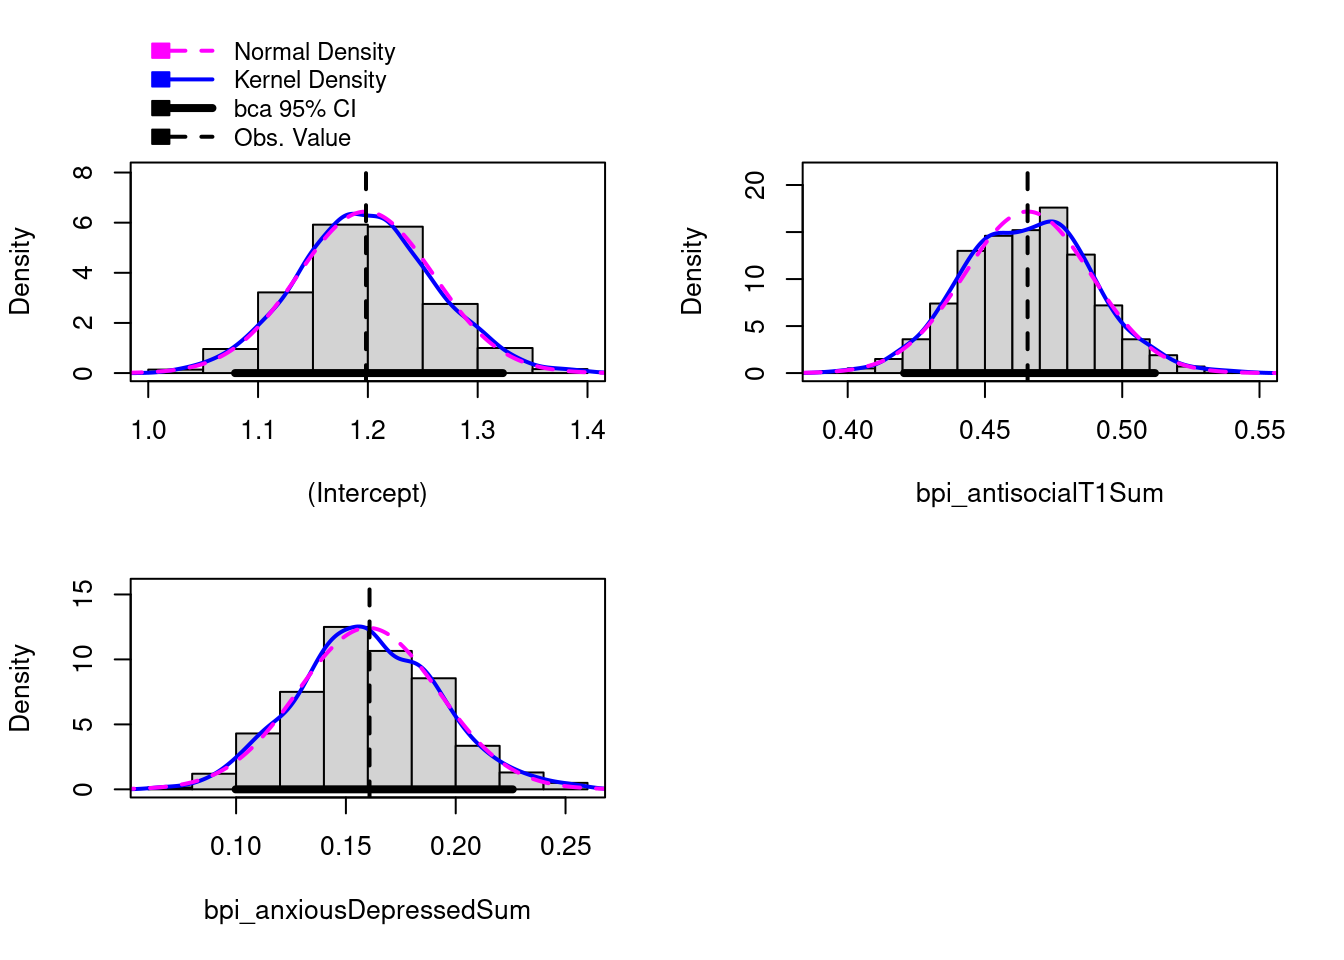 Normal Density
Kernel Density
bca 95% CI
Obs. Value
Density
0 2 4 6 8
1.0 1.1 1.2 1.3 1.4
(Intercept)
Density
0 5 10 20
0.40 0.45 0.50 0.55
bpi_antisocialT1Sum
Density
0 5 10 15
0.10 0.15 0.20 0.25
bpi_anxiousDepressedSum